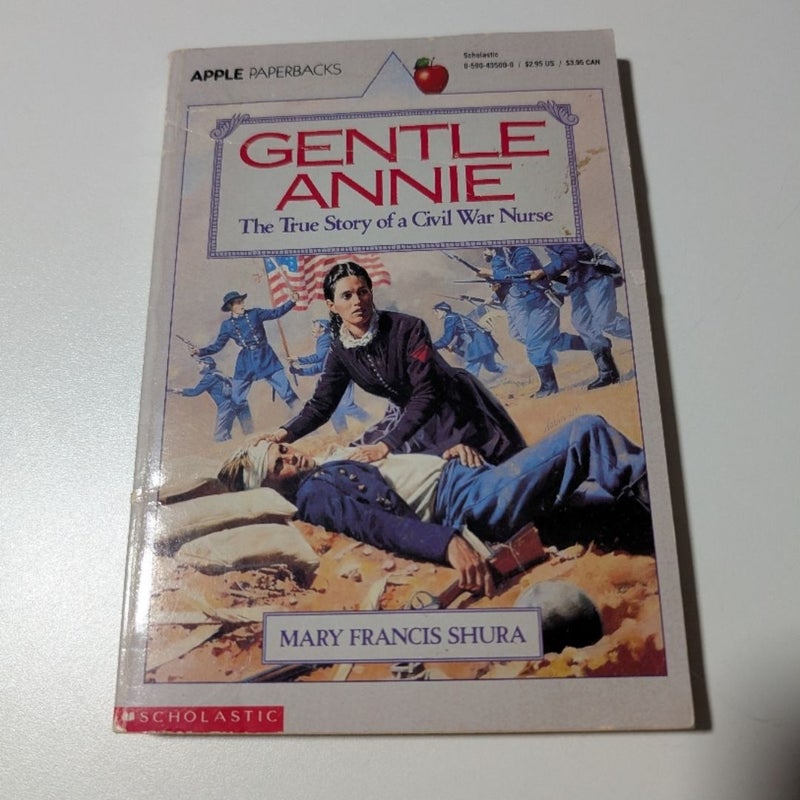 APPLE PAPERBACKS
Scholastic
0-590-43500-0 / $2.95 US / $3.95 CAN
GENTLE
ANNIE
The True Story of a Civil War Nurse
MARY FRANCIS SHURA
SCHOLASTIC